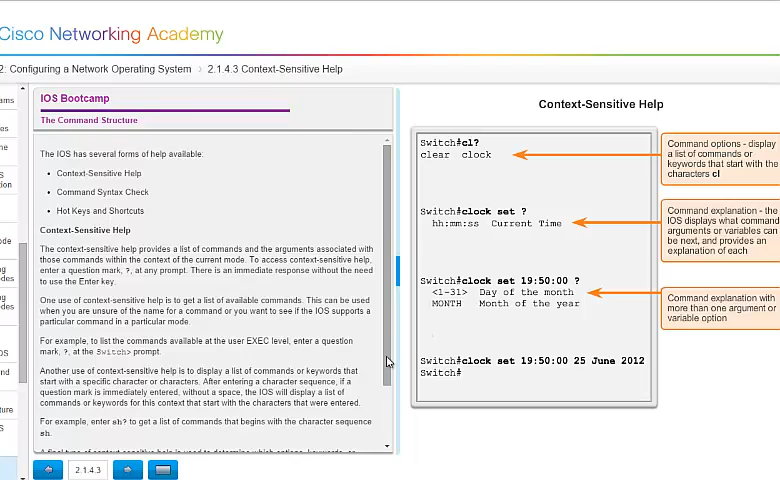 Cisco Networking Academy
2: Configuring a Network Operating System › 2.1.4.3 Context-Sensitive Help
ams
es
ne
S
tion
ode
ng
odes
ng
odes
OS
nd
ture
S
IOS Bootcamp
The Command Structure
The IOS has several forms of help available:
• Context-Sensitive Help
• Command Syntax Check
• Hot Keys and Shortcuts
Context-Sensitive Help
The context-sensitive help provides a list of commands and the arguments associated with
those commands within the context of the current mode. To access context-sensitive help,
enter a question mark, ?, at any prompt. There is an immediate response without the need
to use the Enter key.
One use of context-sensitive help is to get a list of available commands. This can be used
when you are unsure of the name for a command or you want to see if the IOS supports a
particular command in a particular mode.
For example, to list the commands available at the user EXEC level, enter a question
mark, ?, at the Switch> prompt.
Another use of context-sensitive help is to display a list of commands or keywords that
start with a specific character or characters. After entering a character sequence, if a
question mark is immediately entered, without a space, the IOS will display a list of
commands or keywords for this context that start with the characters that were entered.
For example, enter sh? to get a list of commands that begins with the character sequence
sh.
2.1.4.3
Context-Sensitive Help
Switch#cl?
clear clock
Switch#clock set ?
hh:mm:ss Current Time
Switch#clock set 19:50:00 ?
<1-31> Day of the month
MONTH Month of the year
Switch#clock set 19:50:00 25 June 2012
Switch#
Command options - display
a list of commands or
keywords that start with the
characters cl
Command explanation - the
IOS displays what command
arguments or variables can
be next, and provides an
explanation of each
Command explanation with
more than one argument or
variable option